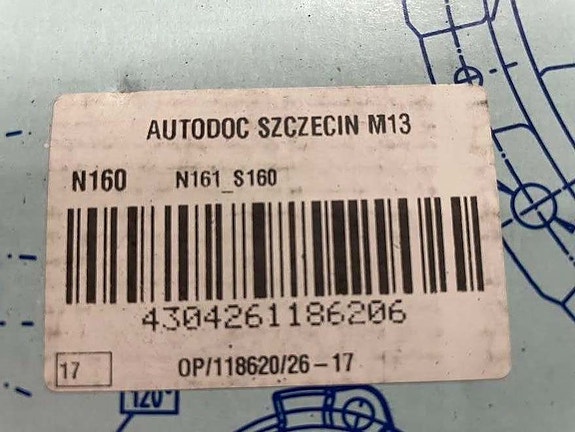 AUTODOC SZCZECIN M13
N160 N161_S160
4304261186206
17 OP/118620/26-17
120°